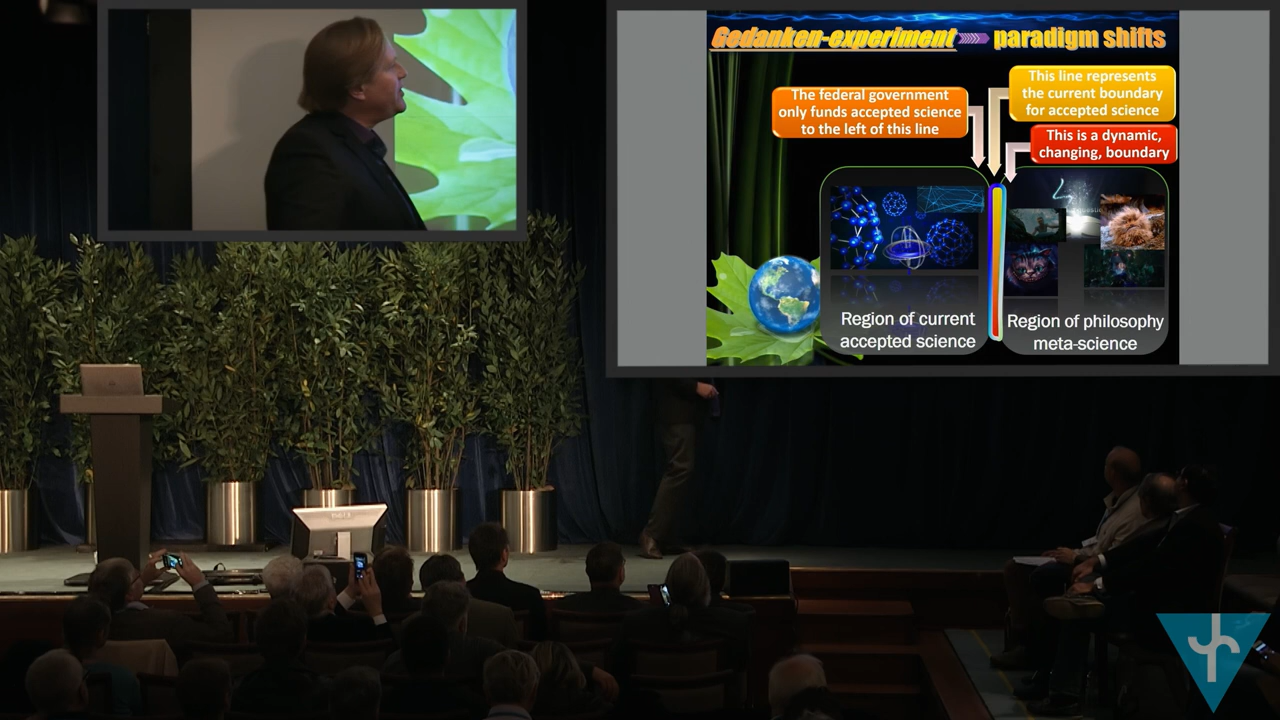 Gedanken-experiment paradigm shifts
The federal government
only funds accepted science
to the left of this line
This line represents
the current boundary
for accepted science
This is a dynamic,
changing, boundary
Region of current
accepted science
Region of philosophy
meta-science